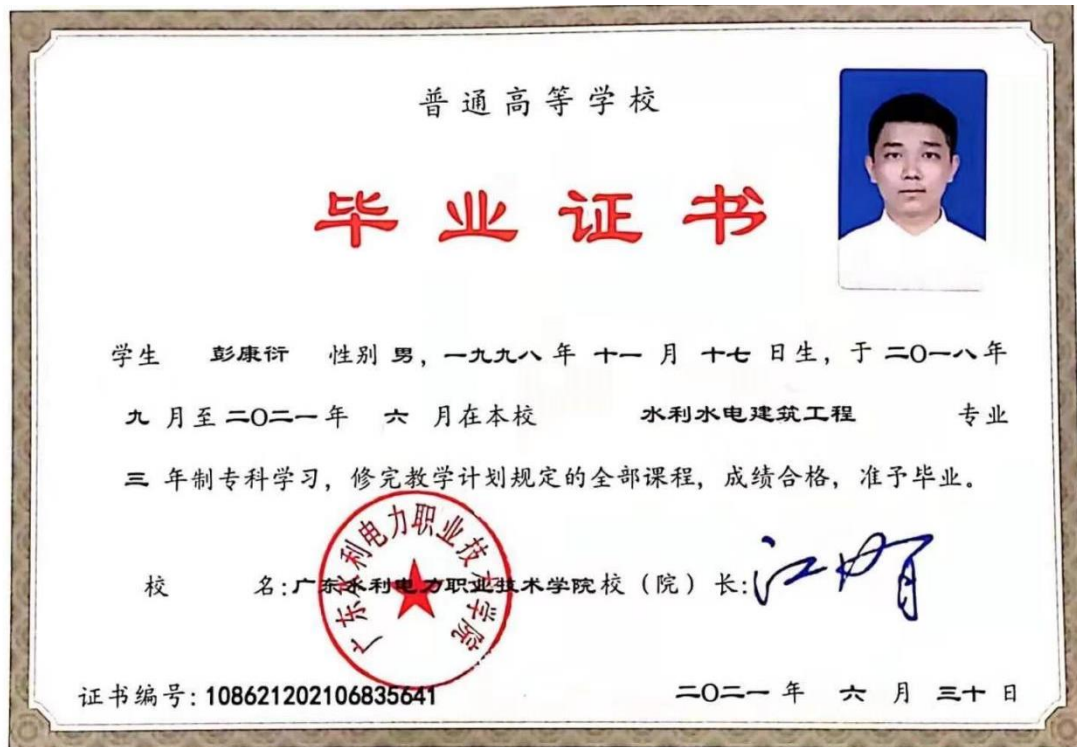 普通高等学校
毕业证书
学生 彭康衍 性别 男，一九九八 年 十一 月 十七 日生，于 二〇一八 年
九 月至 二〇二一 年 六 月在本校 水利水电建筑工程 专业
三 年制专科学习，修完教学计划规定的全部课程，成绩合格，准予毕业。
广东水利电力职业技术学院
校 名：广东水利电力职业技术学院 校（院）长：
证书编号：108621202106835641 二〇二一 年 六 月 三十 日